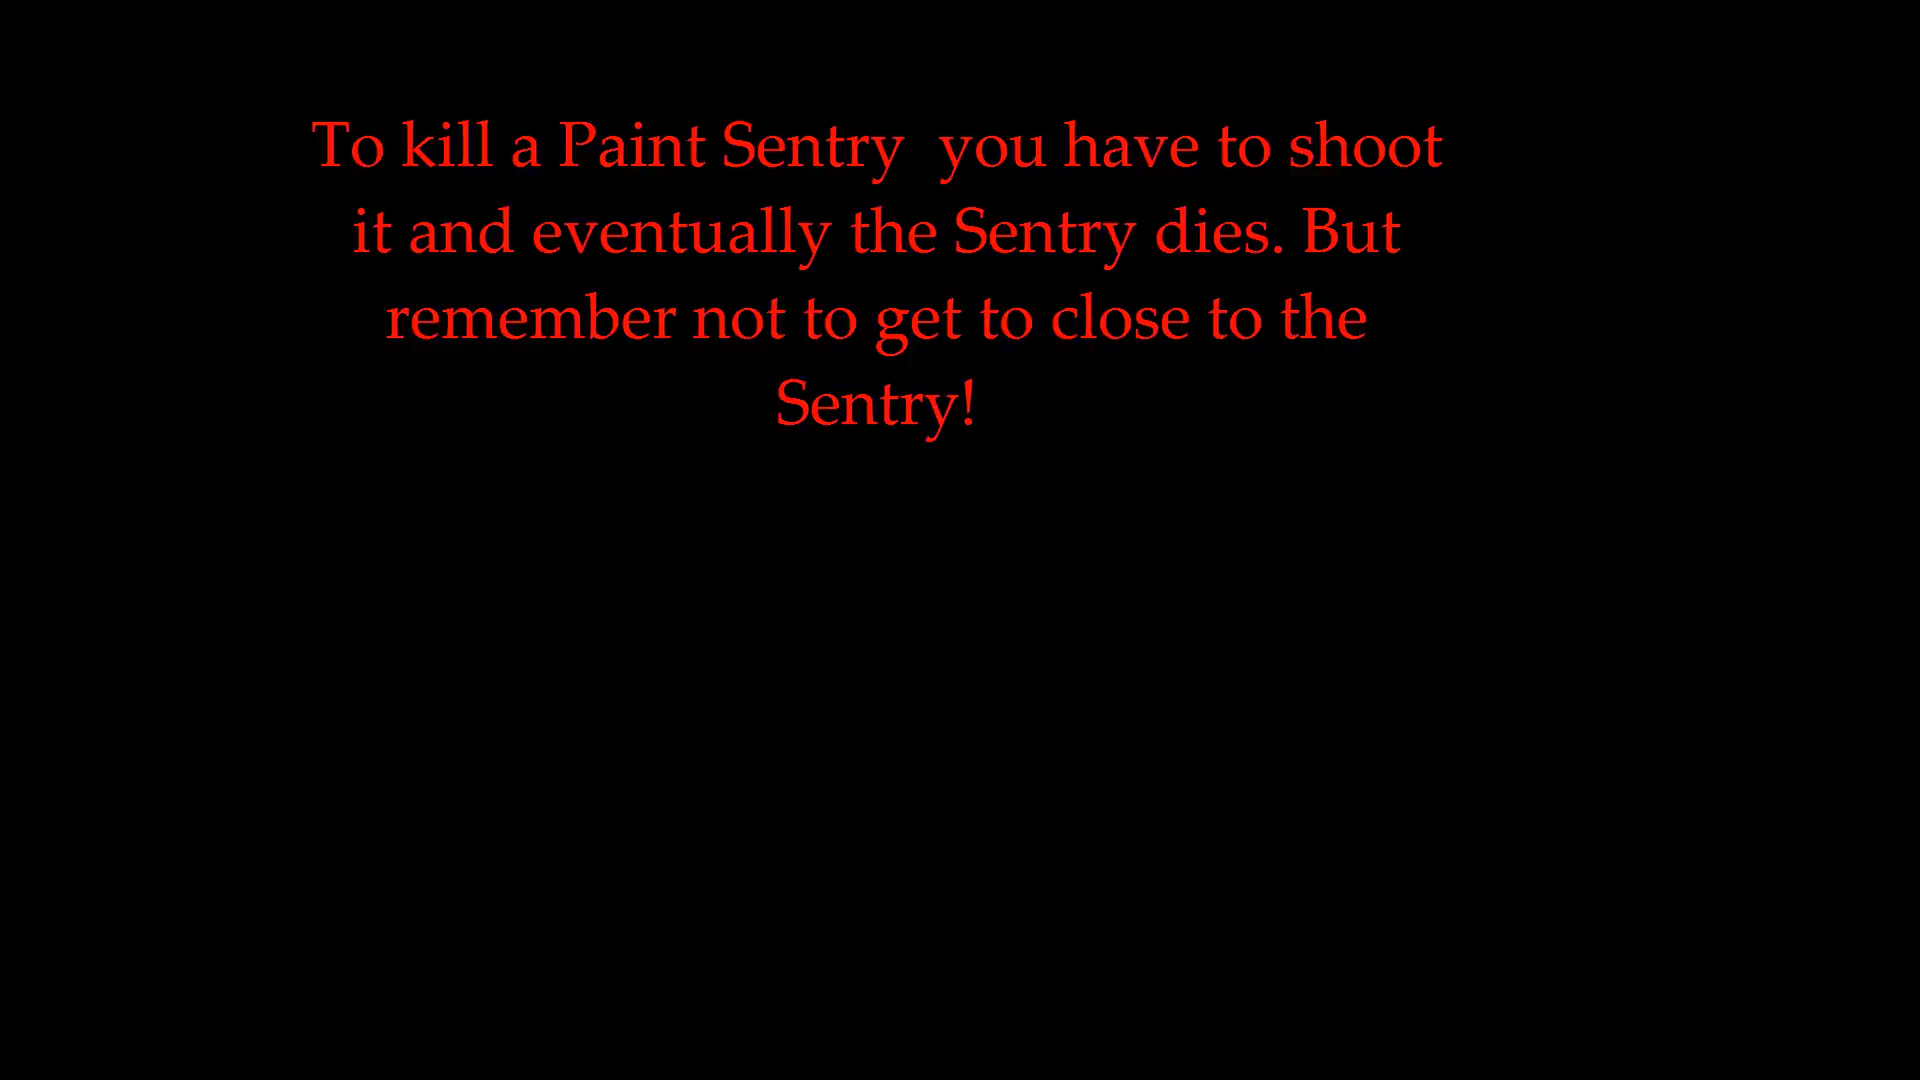 To kill a Paint Sentry  you have to shoot
it and eventually the Sentry dies. But
remember not to get to close to the
Sentry!